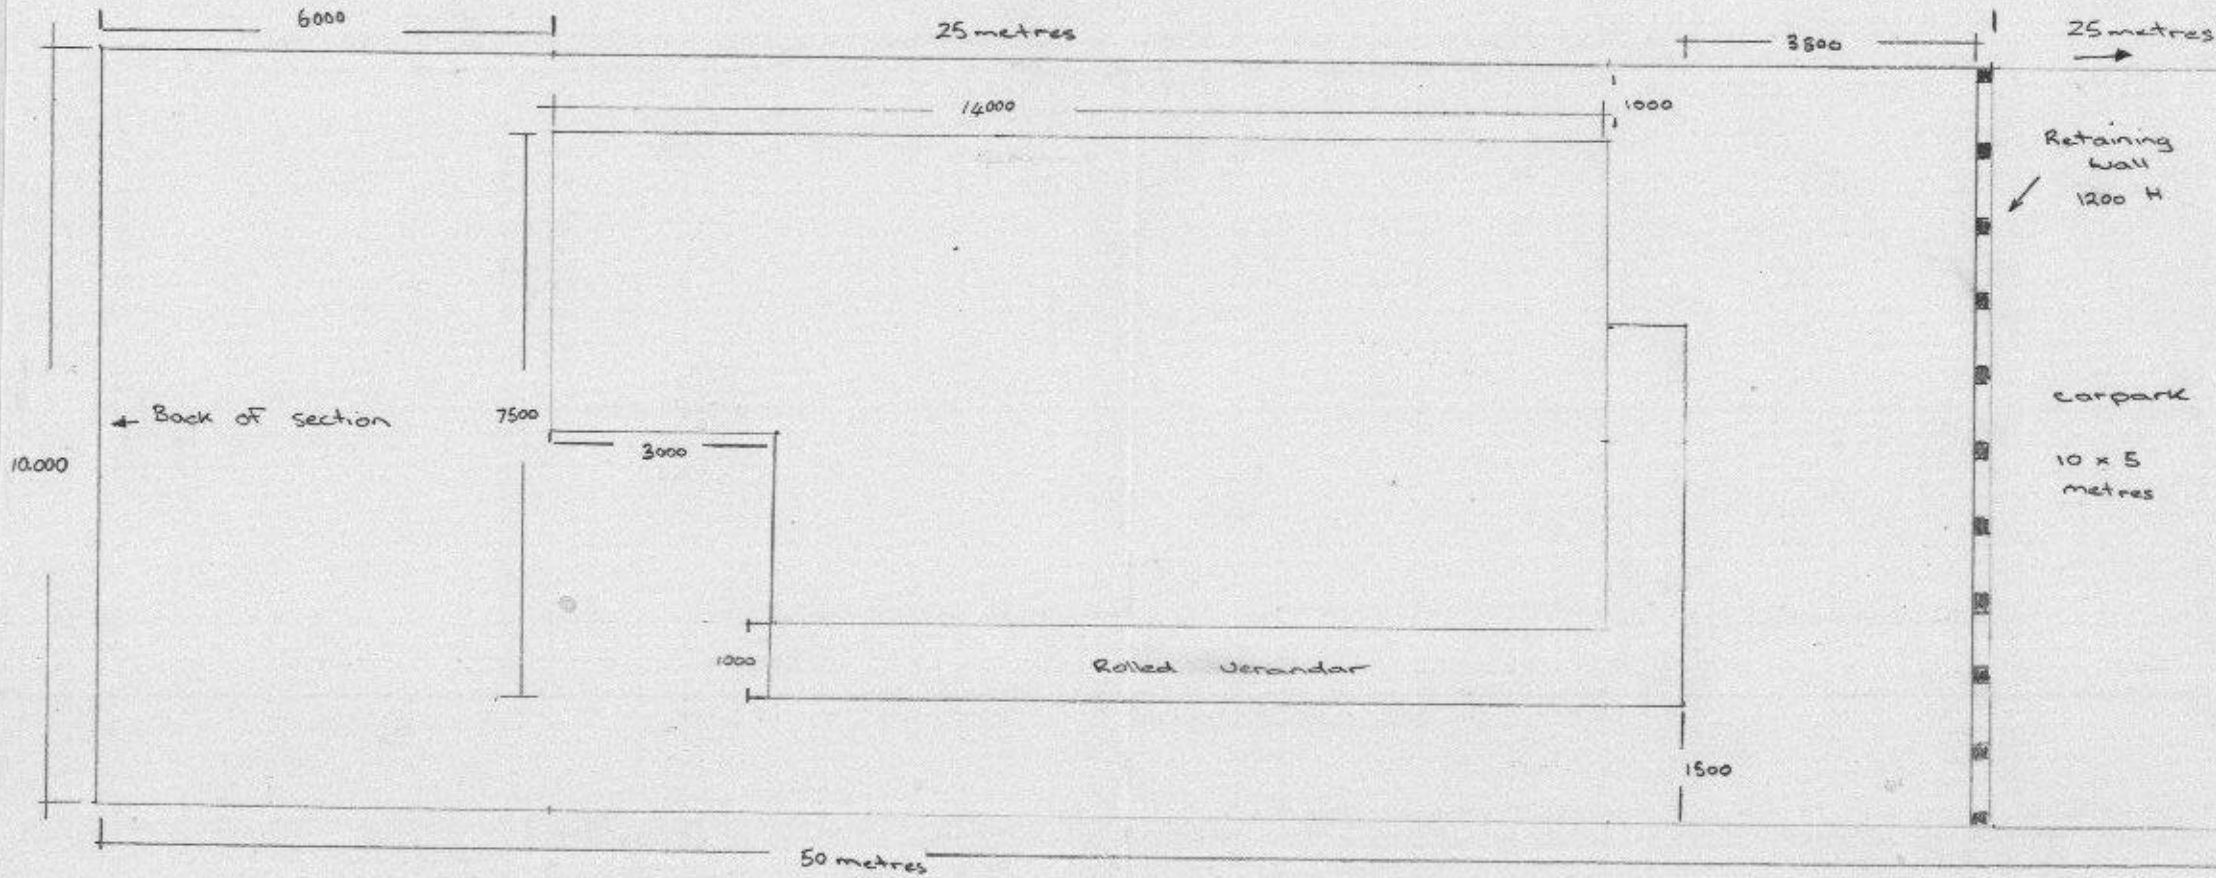 6000
25 metres
3800
25 metres
14000
1000
Retaining
wall
1200 H
← Back of section
7500
3000
10.000
carpark
10 x 5
metres
1000
Rolled Verandar
1500
50 metres